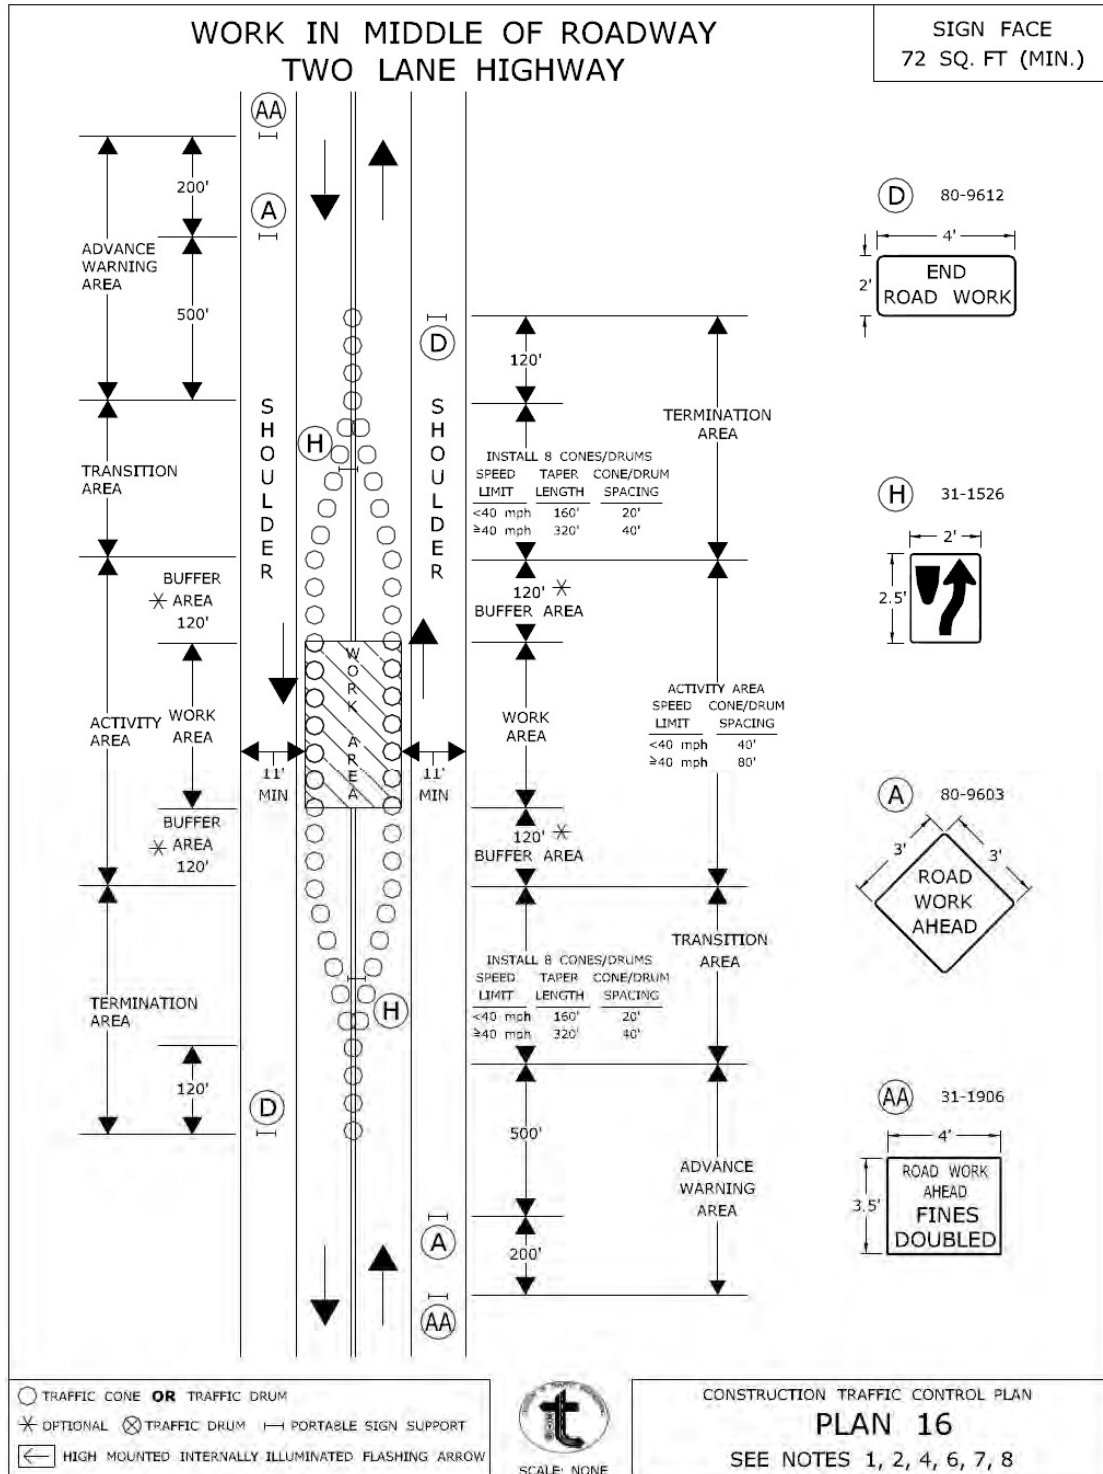 WORK IN MIDDLE OF ROADWAY
TWO LANE HIGHWAY
SIGN FACE
72 SQ. FT (MIN.)
AA
200'
A
ADVANCE
WARNING
AREA
500'
D
120'
SHOULDER
SHOULDER
H
TRANSITION
AREA
TERMINATION
AREA
INSTALL 8 CONES/DRUMS
SPEED TAPER CONE/DRUM
LIMIT LENGTH SPACING
<40 mph 160' 20'
≥40 mph 320' 40'
BUFFER
* AREA
120'
120' *
BUFFER AREA
WORK AREA
ACTIVITY
AREA
WORK
AREA
11'
MIN
11'
MIN
WORK
AREA
ACTIVITY AREA
SPEED CONE/DRUM
LIMIT SPACING
<40 mph 40'
≥40 mph 80'
BUFFER
* AREA
120'
120' *
BUFFER AREA
TERMINATION
AREA
120'
D
H
INSTALL 8 CONES/DRUMS
SPEED TAPER CONE/DRUM
LIMIT LENGTH SPACING
<40 mph 160' 20'
≥40 mph 320' 40'
TRANSITION
AREA
500'
ADVANCE
WARNING
AREA
A
200'
AA
D 80-9612
4'
2'
END
ROAD WORK
H 31-1526
2'
2.5'
A 80-9603
3' 3'
ROAD
WORK
AHEAD
AA 31-1906
4'
3.5'
ROAD WORK
AHEAD
FINES
DOUBLED
TRAFFIC CONE OR TRAFFIC DRUM
* OPTIONAL TRAFFIC DRUM PORTABLE SIGN SUPPORT
HIGH MOUNTED INTERNALLY ILLUMINATED FLASHING ARROW
t
SCALE: NONE
CONSTRUCTION TRAFFIC CONTROL PLAN
PLAN 16
SEE NOTES 1, 2, 4, 6, 7, 8